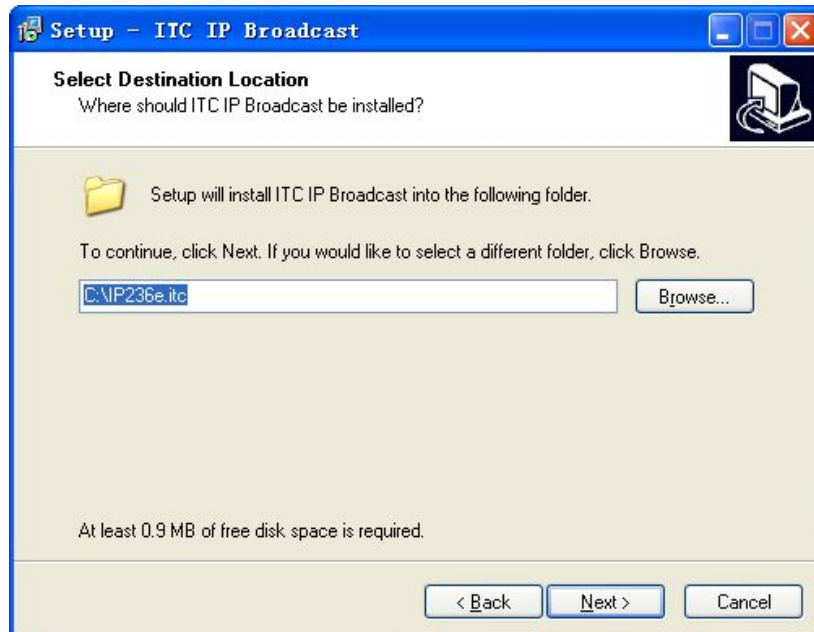 Setup - ITC IP Broadcast
Select Destination Location
Where should ITC IP Broadcast be installed?
Setup will install ITC IP Broadcast into the following folder.
To continue, click Next. If you would like to select a different folder, click Browse.
C:\IP236e.itc
Browse...
At least 0.9 MB of free disk space is required.
< Back Next > Cancel